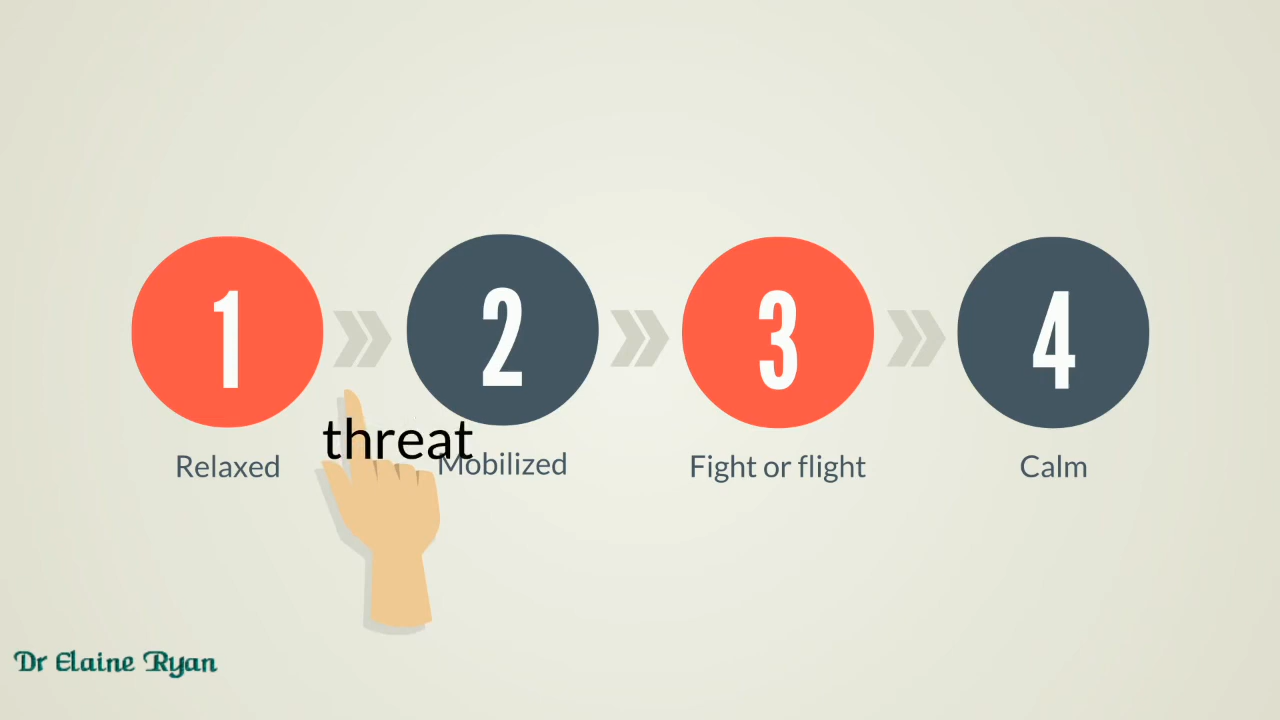 1
2
3
4
threat
Relaxed
Mobilized
Fight or flight
Calm
Dr Elaine Ryan